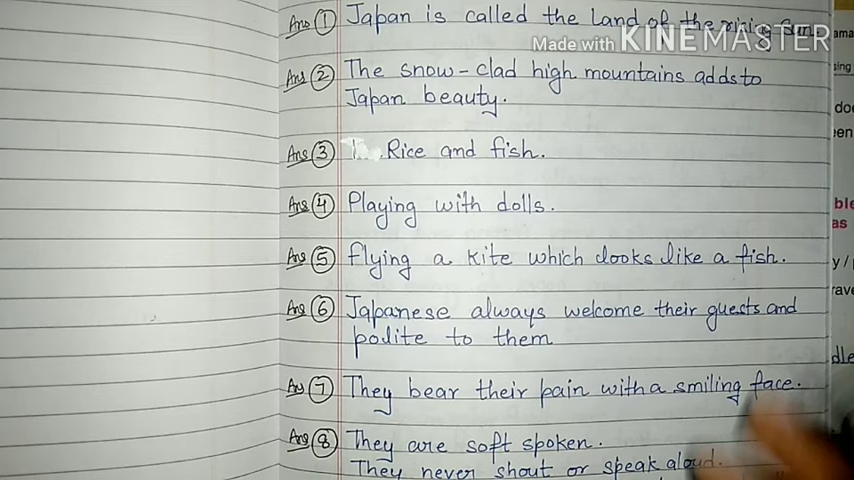 Ans 1 Japan is called the Land of the rising Sun.
Made with KINEMASTER
Ans 2 The snow-clad high mountains adds to
Japan beauty.
Ans 3 Rice and fish.
Ans 4 Playing with dolls.
Ans 5 flying a kite which looks like a fish.
Ans 6 Japanese always welcome their guests and
polite to them
Ans 7 They bear their pain with a smiling face.
Ans 8 They are soft spoken.
They never shout or speak aloud.